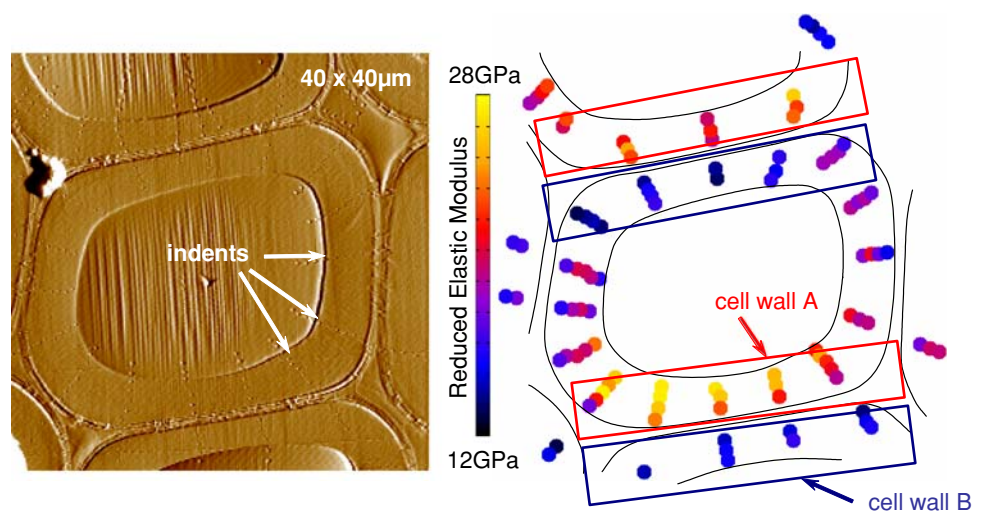 40 x 40µm
indents
28GPa
Reduced Elastic Modulus
12GPa
cell wall A
cell wall B